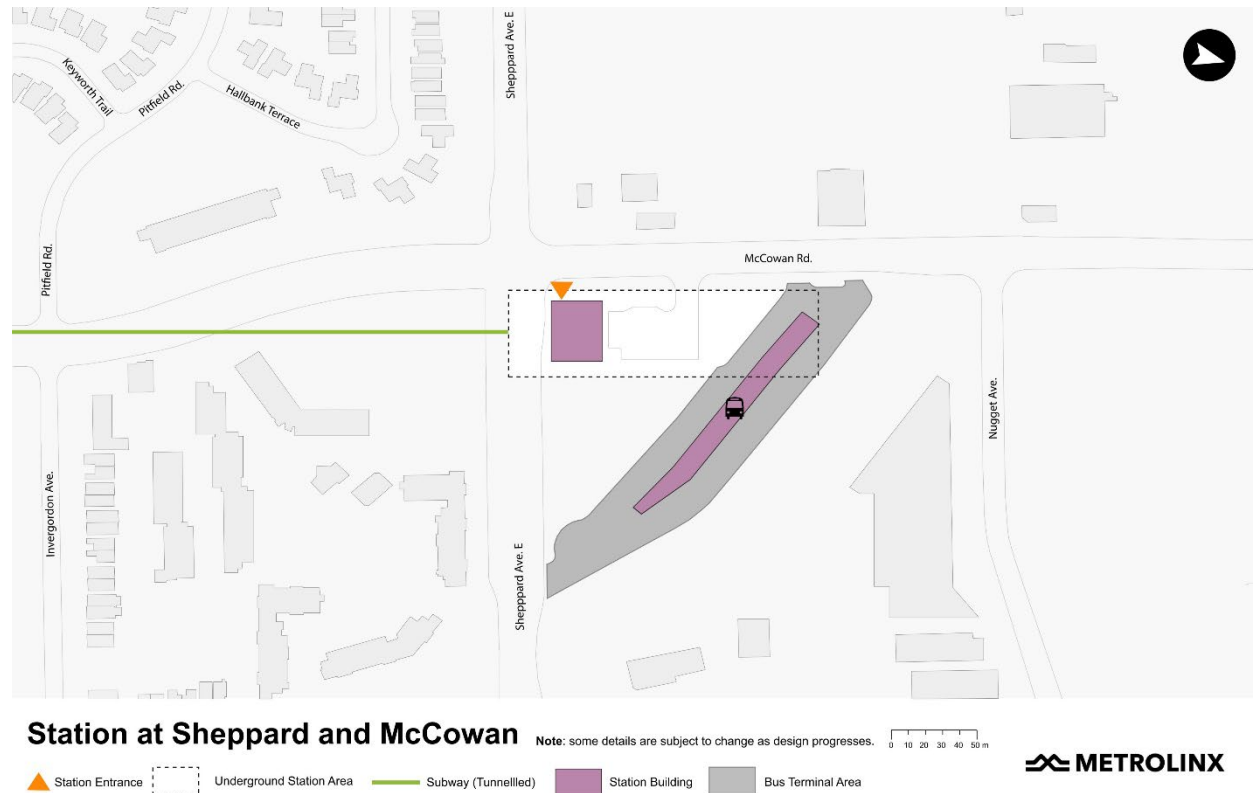 Shepppard Ave. E
Keyworth Trail
Pitfield Rd.
Hallbank Terrace
Pitfield Rd.
McCowan Rd.
Invergordon Ave.
Shepppard Ave. E
Nugget Ave.
Station at Sheppard and McCowan
Note: some details are subject to change as design progresses.
0 10 20 30 40 50 m
METROLINX
Station Entrance
Underground Station Area
Subway (Tunnellled)
Station Building
Bus Terminal Area